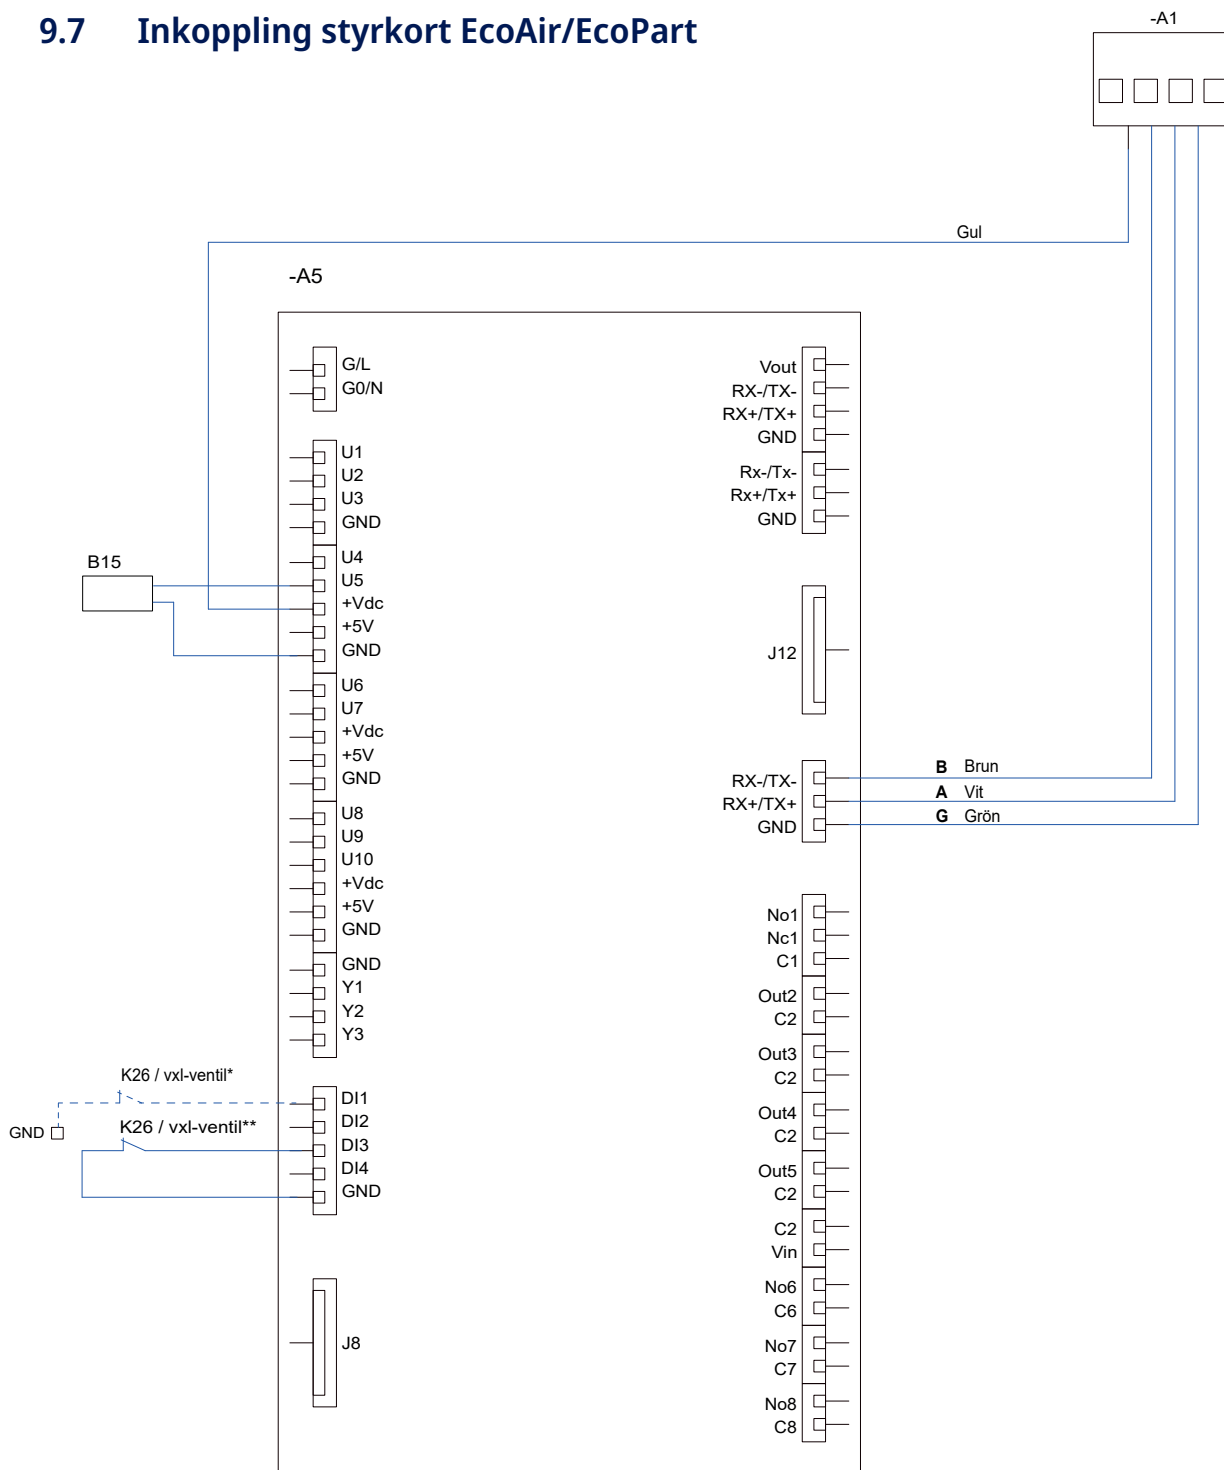 9.7 Inkoppling styrkort EcoAir/EcoPart
-A1
Gul
-A5
G/L
G0/N
U1
U2
U3
GND
B15
U4
U5
+Vdc
+5V
GND
U6
U7
+Vdc
+5V
GND
U8
U9
U10
+Vdc
+5V
GND
GND
Y1
Y2
Y3
K26 / vxl-ventil*
GND
K26 / vxl-ventil**
DI1
DI2
DI3
DI4
GND
J8
Vout
RX-/TX-
RX+/TX+
GND
Rx-/Tx-
Rx+/Tx+
GND
J12
RX-/TX-
RX+/TX+
GND
B Brun
A Vit
G Grön
No1
Nc1
C1
Out2
C2
Out3
C2
Out4
C2
Out5
C2
C2
Vin
No6
C6
No7
C7
No8
C8